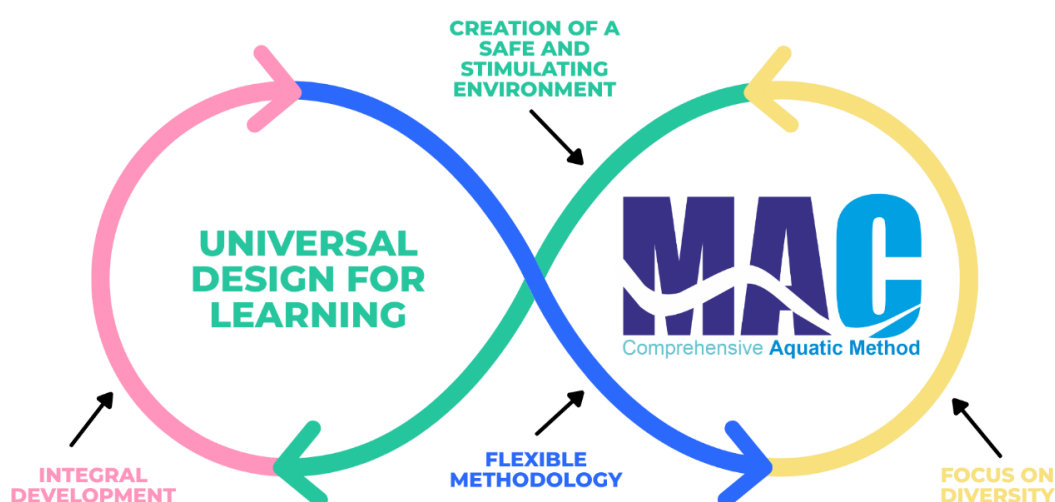 CREATION OF A
SAFE AND
STIMULATING
ENVIRONMENT
UNIVERSAL
DESIGN FOR
LEARNING
MAC
Comprehensive Aquatic Method
INTEGRAL
DEVELOPMENT
FLEXIBLE
METHODOLOGY
FOCUS ON
DIVERSITY